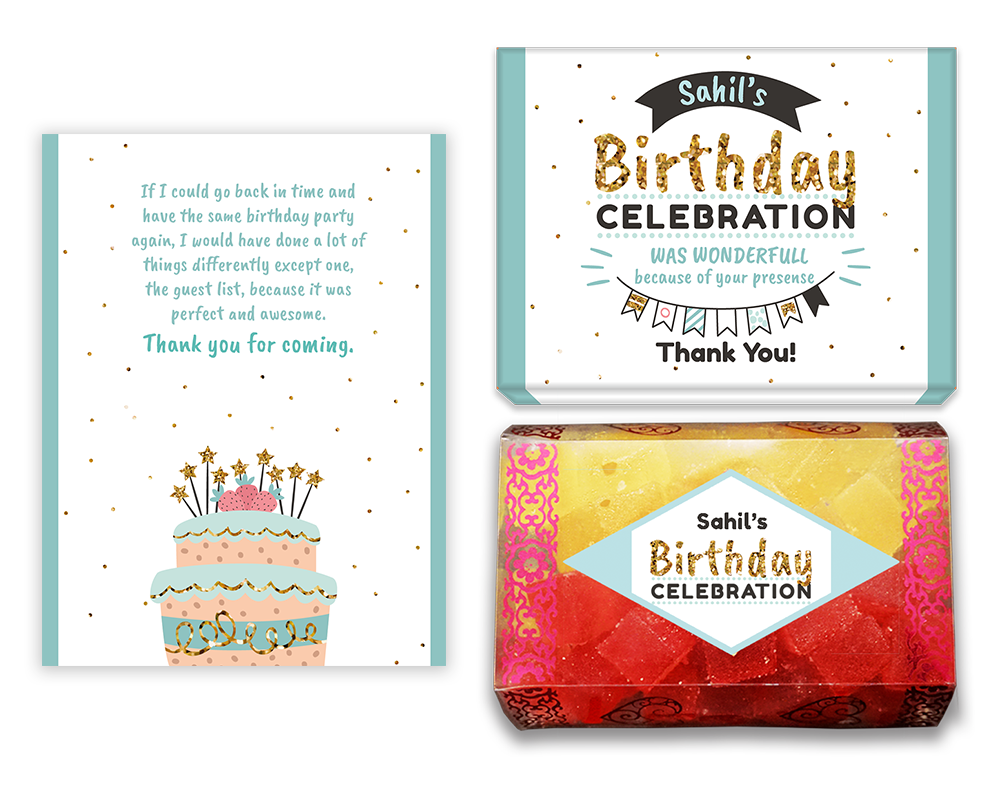 If I could go back in time and
have the same birthday party
again, I would have done a lot of
things differently except one,
the guest list, because it was
perfect and awesome.
Thank you for coming.
Sahil's
Birthday
CELEBRATION
WAS WONDERFULL
because of your presense
Thank You!
Sahil's
Birthday
CELEBRATION